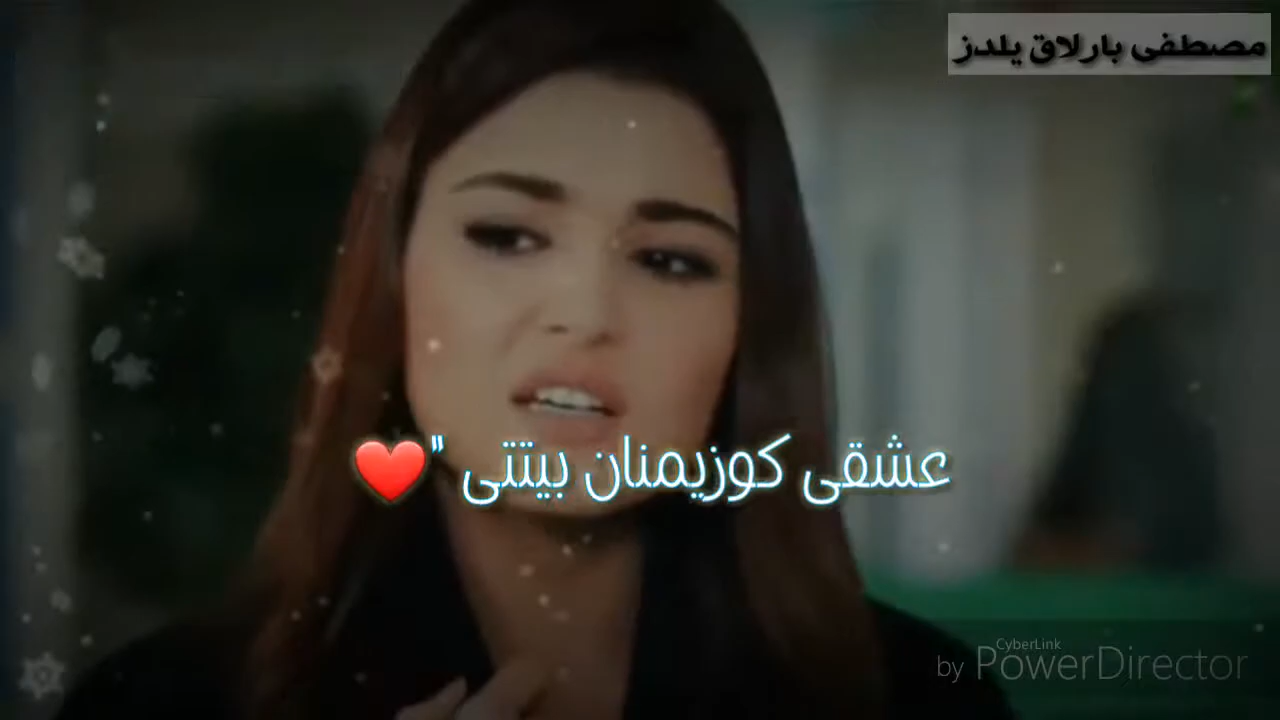 مصطفى بارلاق يلدز
عشقى كوزيمنان بيتتى "❤
CyberLink
by PowerDirector